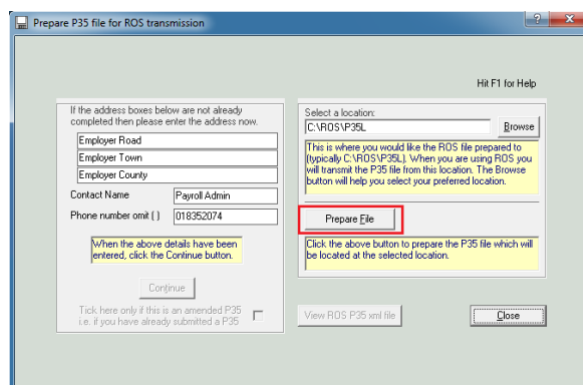 Prepare P35 file for ROS transmission
Hit F1 for Help
If the address boxes below are not already
completed then please enter the address now.
Employer Road
Employer Town
Employer County
Contact Name
Payroll Admin
Phone number omit ( )
018352074
When the above details have been
entered, click the Continue button.
Continue
Tick here only if this is an amended P35
i.e. if you have already submitted a P35
Select a location:
C:\ROS\P35L
Browse
This is where you would like the ROS file prepared to
(typically C:\ROS\P35L). When you are using ROS you
will transmit the P35 file from this location. The Browse
button will help you select your preferred location.
Prepare File
Click the above button to prepare the P35 file which will
be located at the selected location.
View ROS P35 xml file
Close